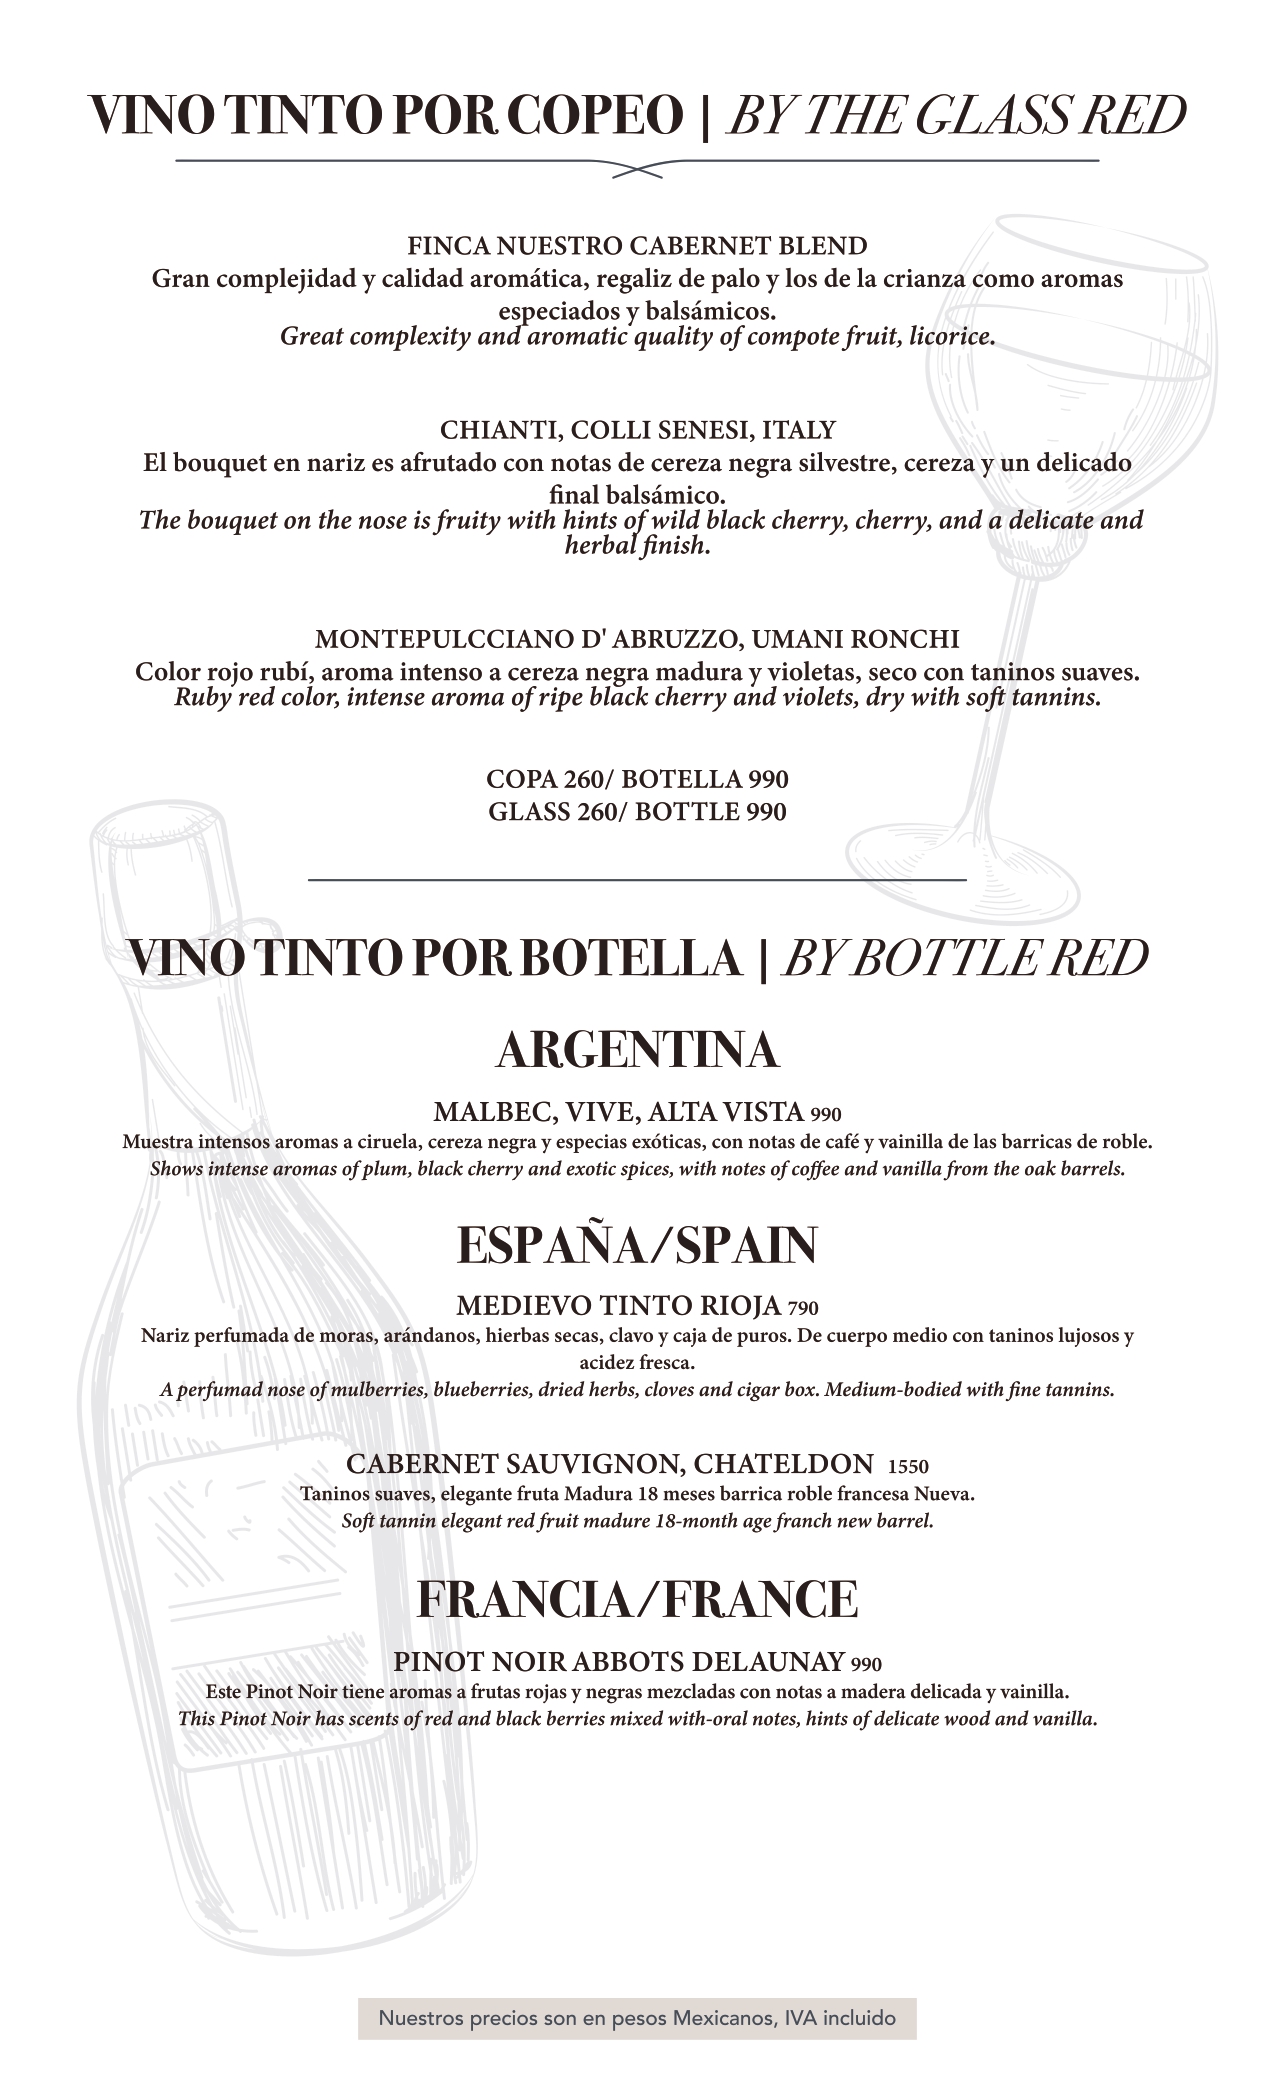 VINO TINTO POR COPEO | BY THE GLASS RED
FINCA NUESTRO CABERNET BLEND
Gran complejidad y calidad aromática, regaliz de palo y los de la crianza como aromas
especiados y balsámicos.
Great complexity and aromatic quality of compote fruit, licorice.
CHIANTI, COLLI SENESI, ITALY
El bouquet en nariz es afrutado con notas de cereza negra silvestre, cereza y un delicado
final balsámico.
The bouquet on the nose is fruity with hints of wild black cherry, cherry, and a delicate and
herbal finish.
MONTEPULCCIANO D' ABRUZZO, UMANI RONCHI
Color rojo rubí, aroma intenso a cereza negra madura y violetas, seco con taninos suaves.
Ruby red color, intense aroma of ripe black cherry and violets, dry with soft tannins.
COPA 260/ BOTELLA 990
GLASS 260/ BOTTLE 990
VINO TINTO POR BOTELLA | BY BOTTLE RED
ARGENTINA
MALBEC, VIVE, ALTA VISTA 990
Muestra intensos aromas a ciruela, cereza negra y especias exóticas, con notas de café y vainilla de las barricas de roble.
Shows intense aromas of plum, black cherry and exotic spices, with notes of coffee and vanilla from the oak barrels.
ESPAÑA/SPAIN
MEDIEVO TINTO RIOJA 790
Nariz perfumada de moras, arándanos, hierbas secas, clavo y caja de puros. De cuerpo medio con taninos lujosos y
acidez fresca.
A perfumad nose of mulberries, blueberries, dried herbs, cloves and cigar box. Medium-bodied with fine tannins.
CABERNET SAUVIGNON, CHATELDON 1550
Taninos suaves, elegante fruta Madura 18 meses barrica roble francesa Nueva.
Soft tannin elegant red fruit madure 18-month age franch new barrel.
FRANCIA/FRANCE
PINOT NOIR ABBOTS DELAUNAY 990
Este Pinot Noir tiene aromas a frutas rojas y negras mezcladas con notas a madera delicada y vainilla.
This Pinot Noir has scents of red and black berries mixed with-oral notes, hints of delicate wood and vanilla.
Nuestros precios son en pesos Mexicanos, IVA incluido